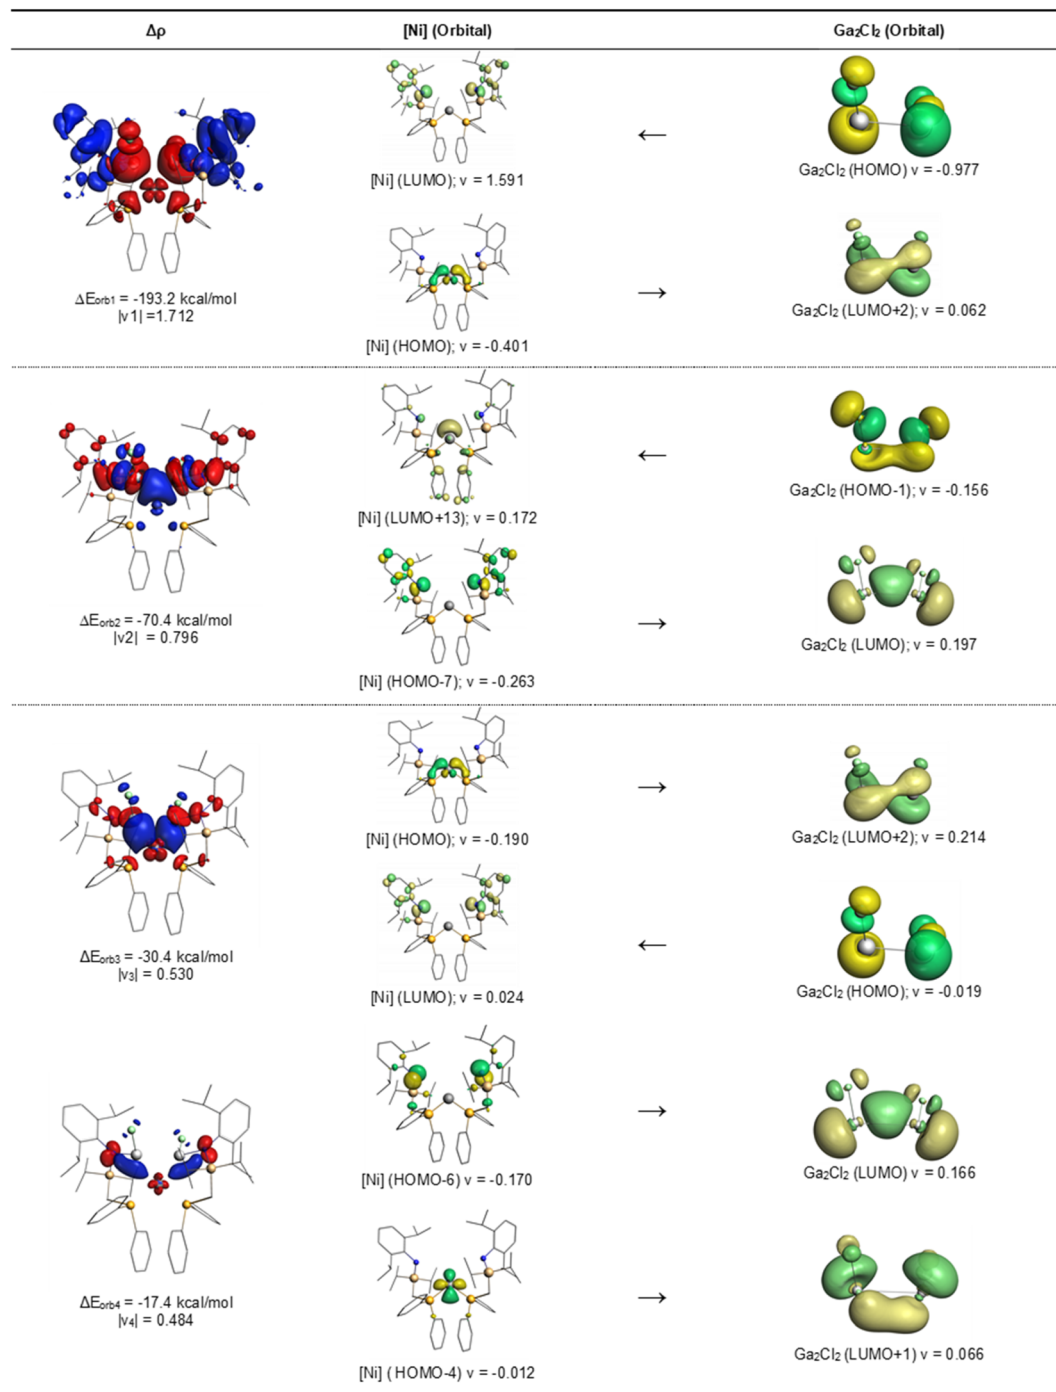 Δρ [Ni] (Orbital) Ga₂Cl₂ (Orbital)
[Ni] (LUMO); v = 1.591
←
Ga₂Cl₂ (HOMO) v = -0.977
ΔEorb1 = -193.2 kcal/mol
|v1| =1.712
[Ni] (HOMO); v = -0.401
→
Ga₂Cl₂ (LUMO+2); v = 0.062
[Ni] (LUMO+13); v = 0.172
←
Ga₂Cl₂ (HOMO-1); v = -0.156
ΔEorb2 = -70.4 kcal/mol
|v2| = 0.796
[Ni] (HOMO-7); v = -0.263
→
Ga₂Cl₂ (LUMO); v = 0.197
[Ni] (HOMO); v = -0.190
→
Ga₂Cl₂ (LUMO+2); v = 0.214
ΔEorb3 = -30.4 kcal/mol
|v₃| = 0.530
[Ni] (LUMO); v = 0.024
←
Ga₂Cl₂ (HOMO); v = -0.019
[Ni] (HOMO-6) v = -0.170
→
Ga₂Cl₂ (LUMO) v = 0.166
ΔEorb4 = -17.4 kcal/mol
|v₄| = 0.484
[Ni] ( HOMO-4) v = -0.012
→
Ga₂Cl₂ (LUMO+1) v = 0.066